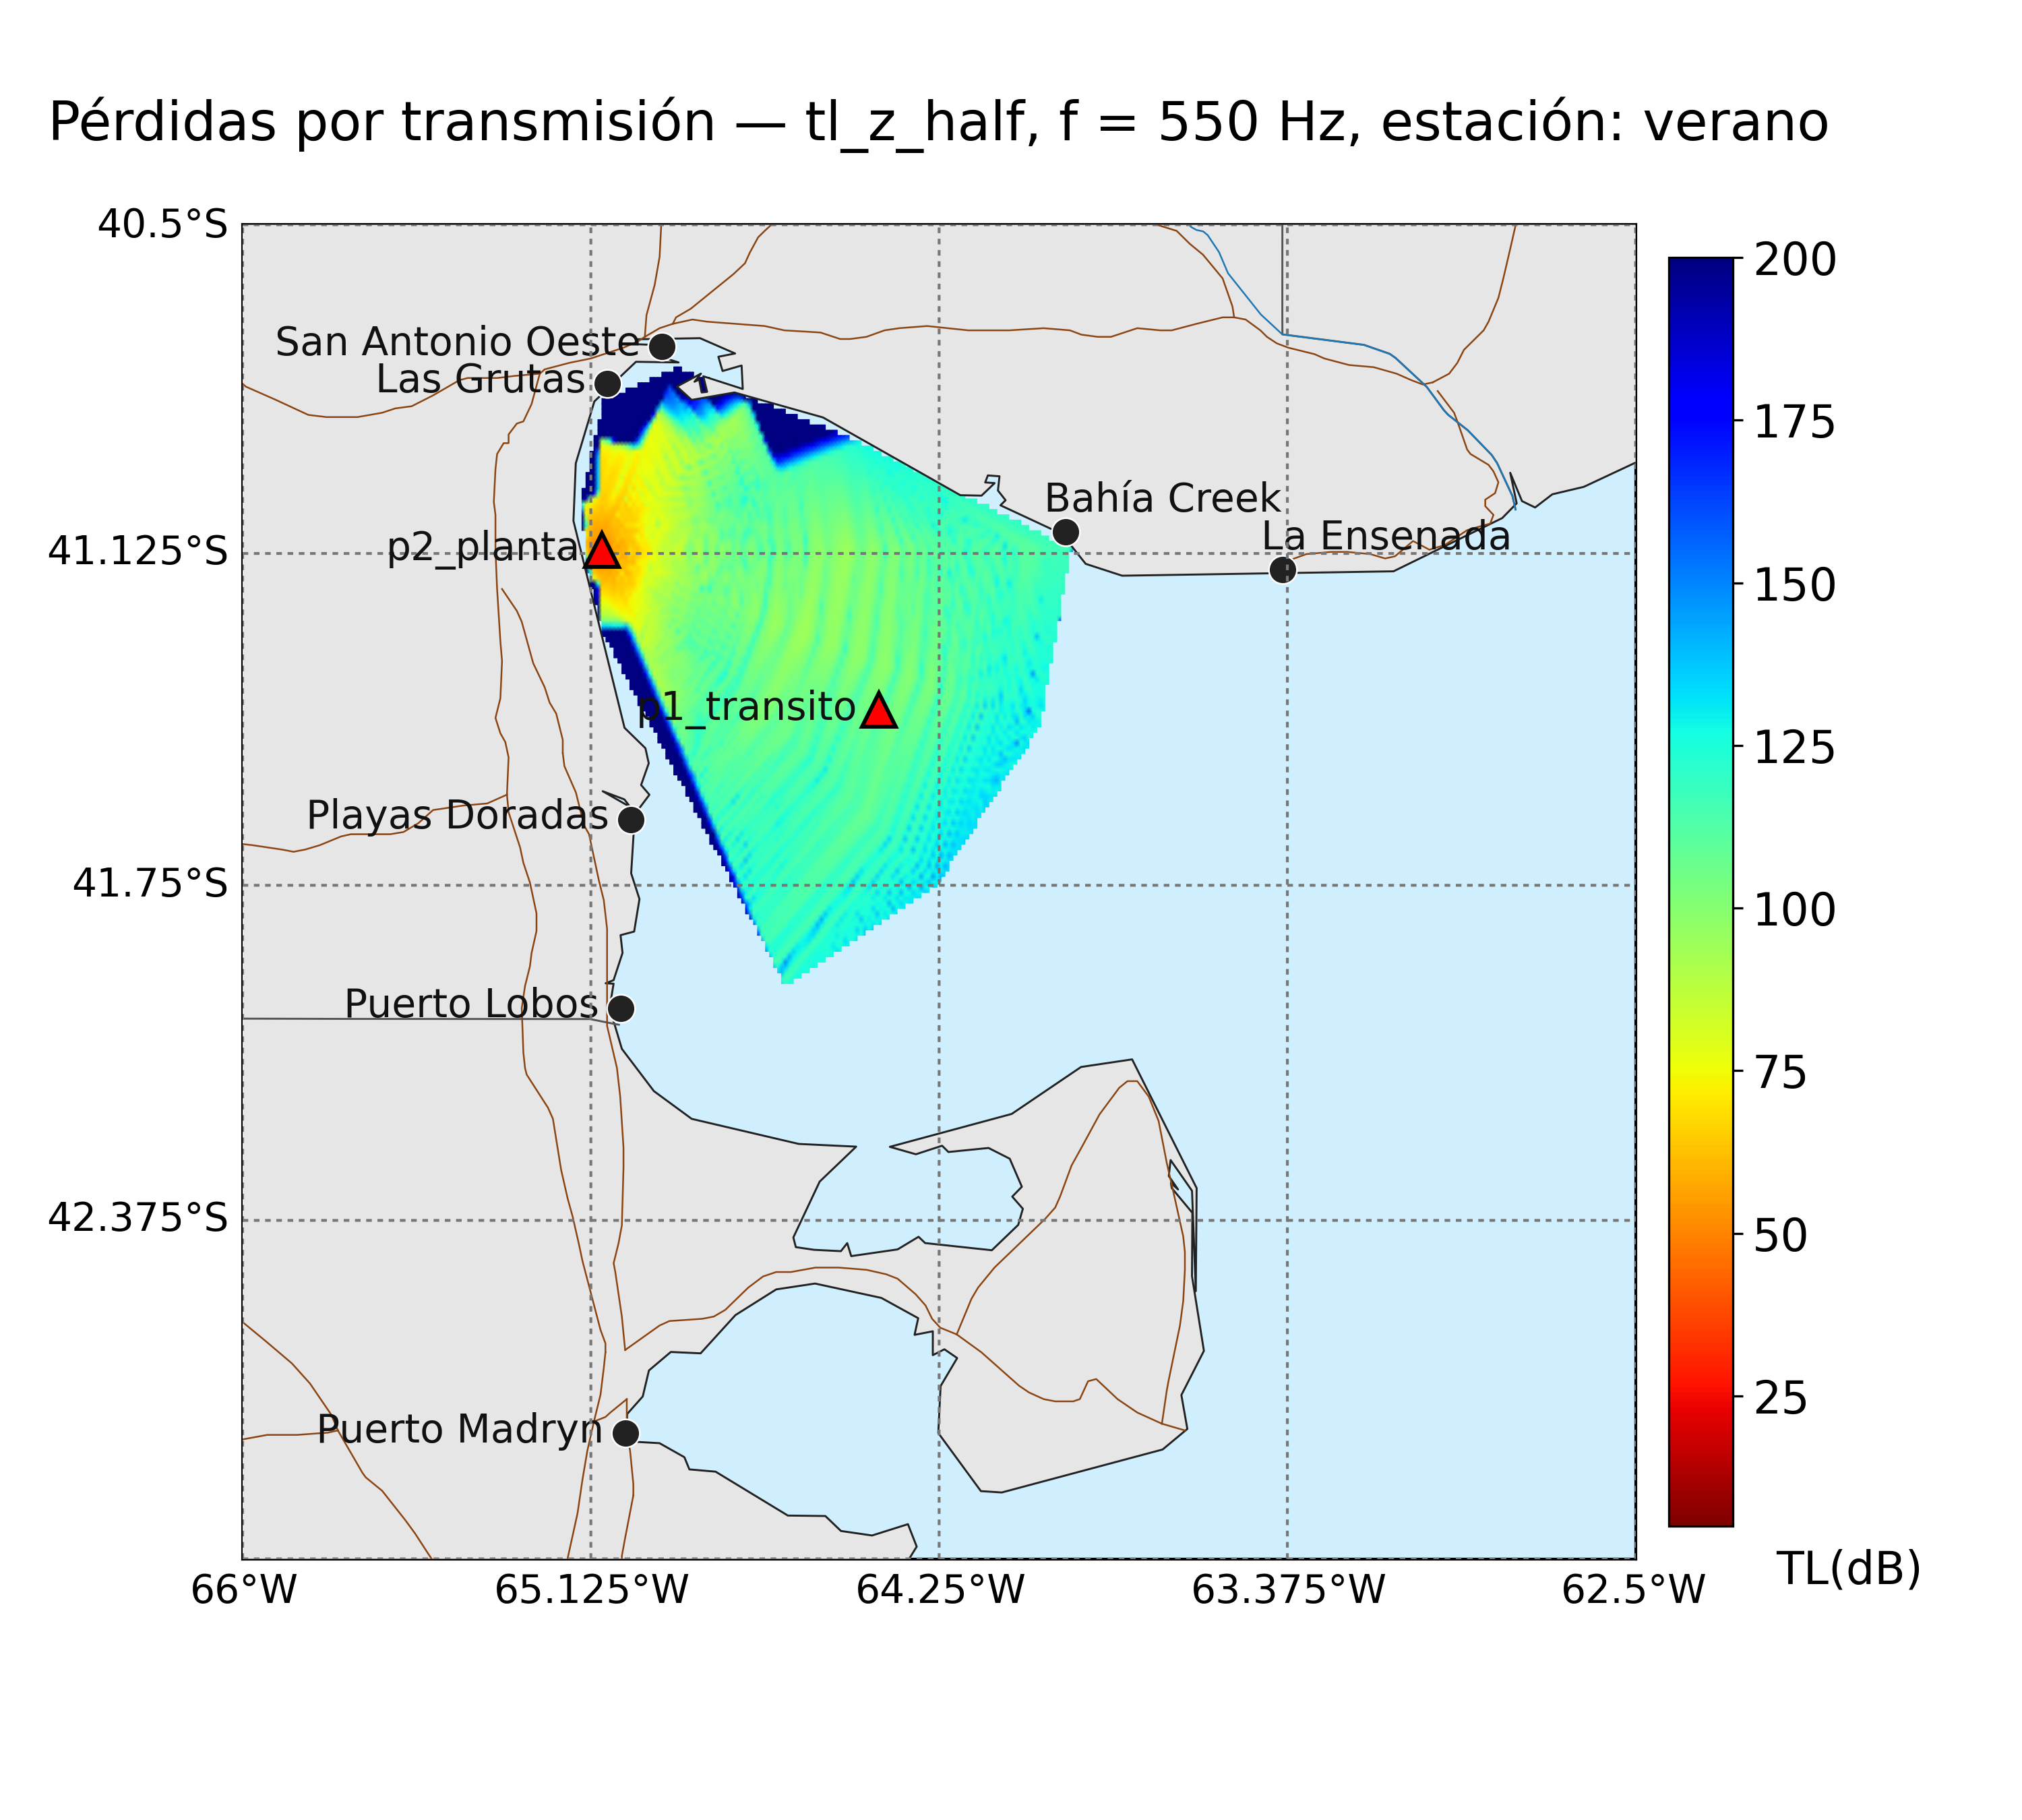 Pérdidas por transmisión — tl_z_half, f = 550 Hz, estación: verano
40.5°S
200
San Antonio Oeste
Las Grutas
175
Bahía Creek
La Ensenada
p2_planta
41.125°S
150
p1_transito
125
Playas Doradas
41.75°S
100
Puerto Lobos
75
42.375°S
50
25
Puerto Madryn
TL(dB)
66°W
65.125°W
64.25°W
63.375°W
62.5°W